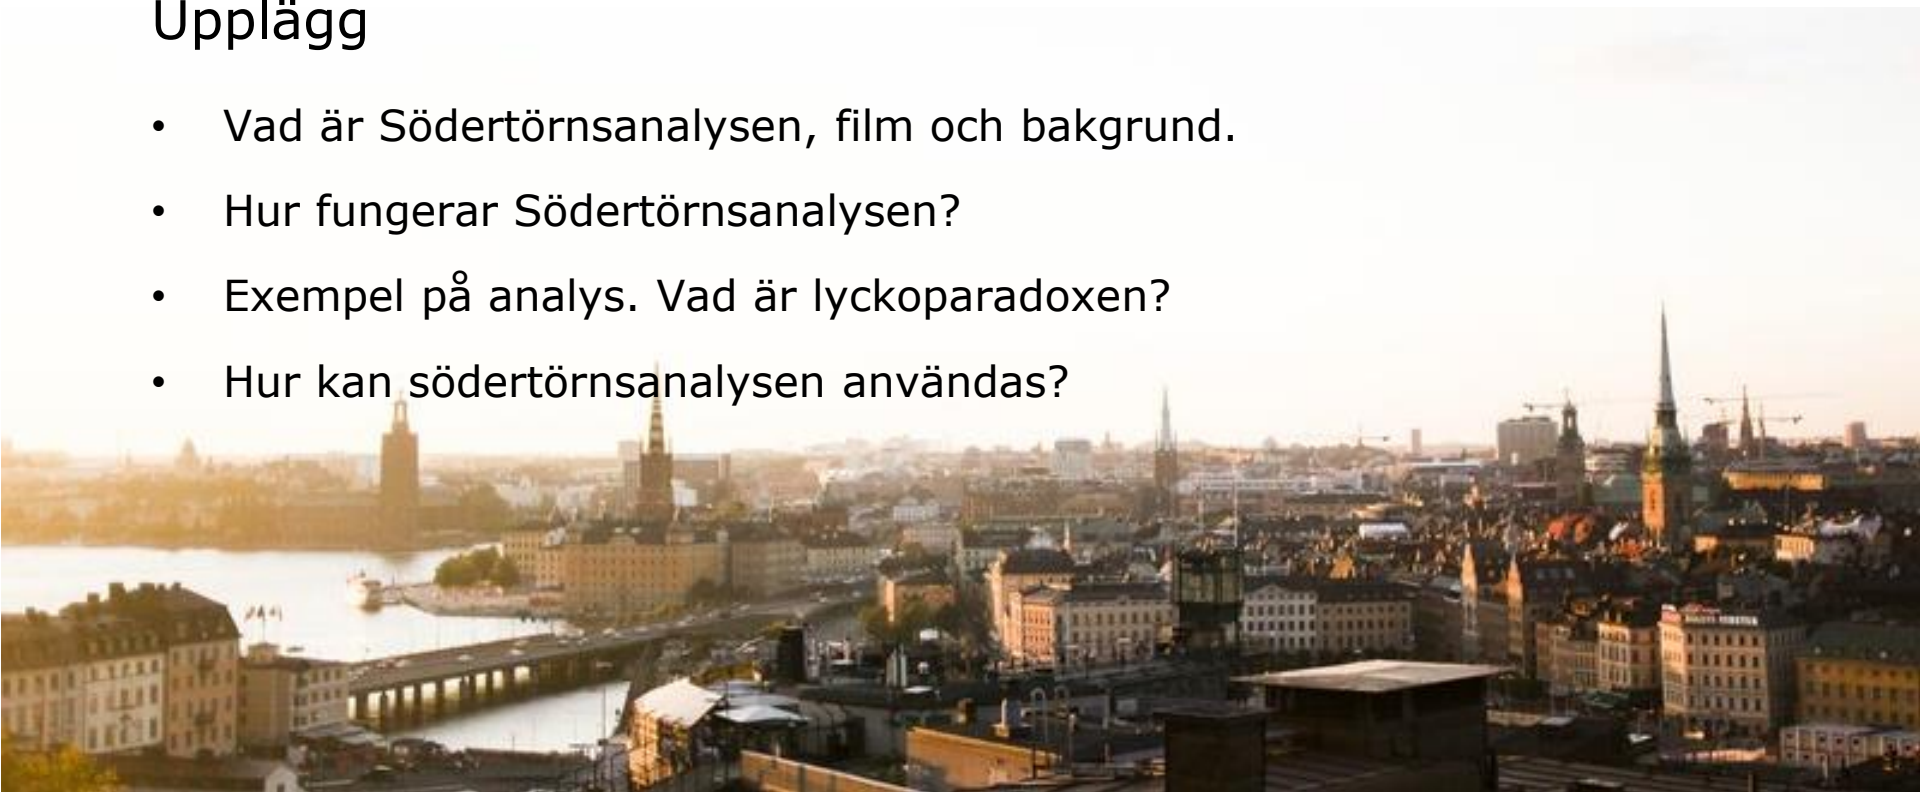 Upplägg
• Vad är Södertörnsanalysen, film och bakgrund.
• Hur fungerar Södertörnsanalysen?
• Exempel på analys. Vad är lyckoparadoxen?
• Hur kan södertörnsanalysen användas?